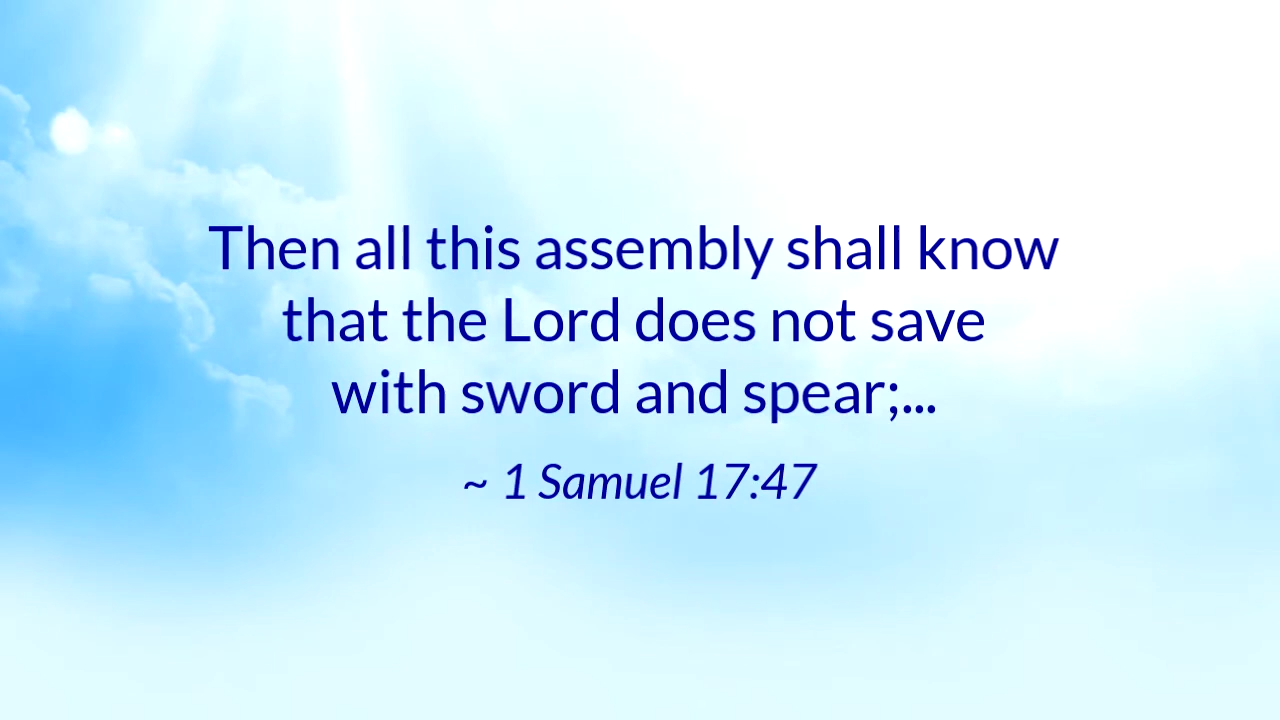 Then all this assembly shall know
that the Lord does not save
with sword and spear;...
~ 1 Samuel 17:47